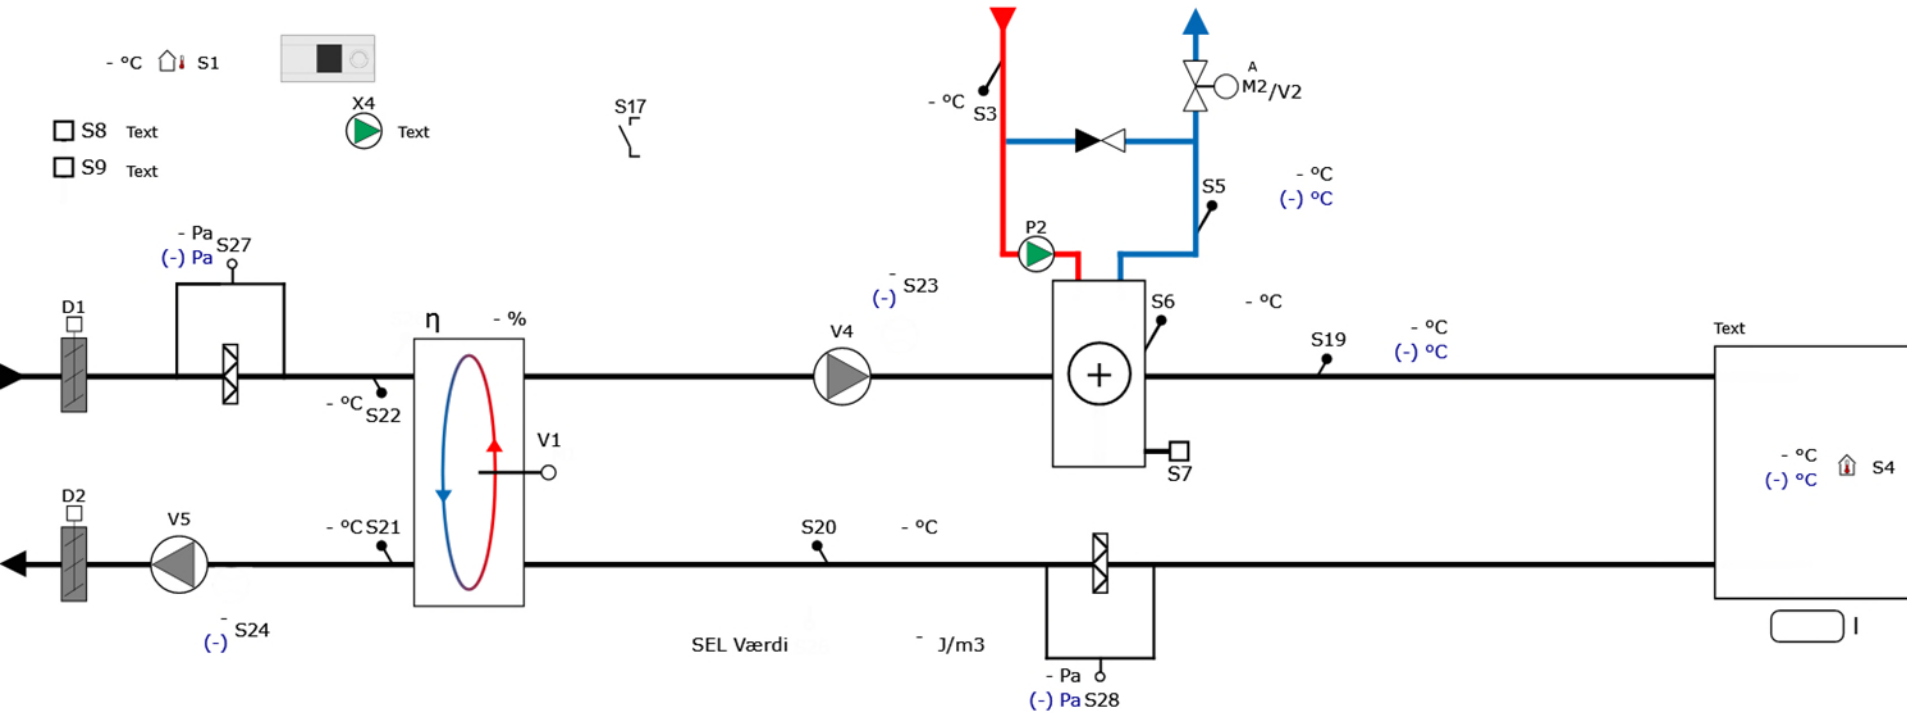 - °C S1
X4
Text
S8 Text
S9 Text
S17
- °C S3
A
M2/V2
S5
- °C
(-) °C
P2
- Pa
(-) Pa
S27
D1
η - %
-
(-)
S23
V4
S6
- °C
S19
- °C
(-) °C
Text
- °C
S22
V1
+
S7
- °C
(-) °C
S4
D2
V5
- °C S21
S20
- °C
-
(-)
S24
SEL Værdi - J/m3
- Pa
(-) Pa S28
I